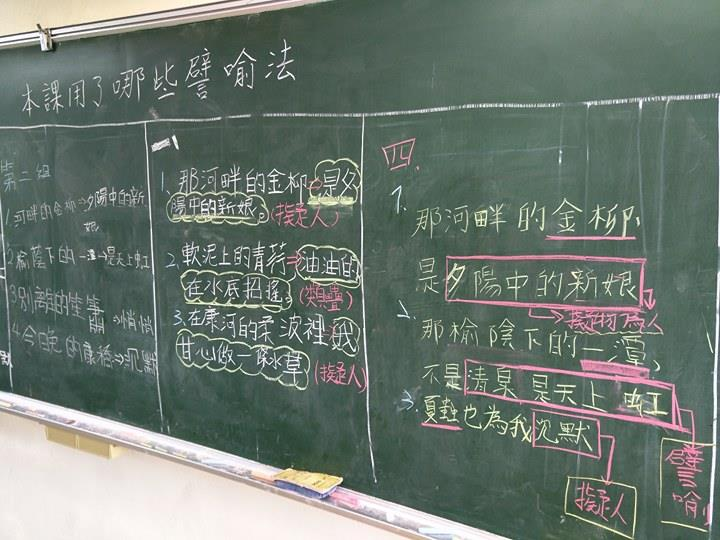 本課用了哪些譬喻法
第二組
1.河畔的金柳⇒夕陽中的新
娘
2.榆蔭下的一潭⇒是天上虹
3.別離的笙簫⇒悄悄
4.今晚的康橋⇒沉默
1.那河畔的金柳⇒是夕
陽中的新娘。(擬人)
2.軟泥上的青荇⇒油油的
在水底招搖;(類疊)
3.在康河的柔波裡 我
甘心做一條水草
(擬人)
四.
1.
那河畔的金柳,
是夕陽中的新娘
擬物為人
2.
那榆陰下的一潭,
不是清泉 是天上虹
3.
夏蟲也為我沉默
擬人
譬喻